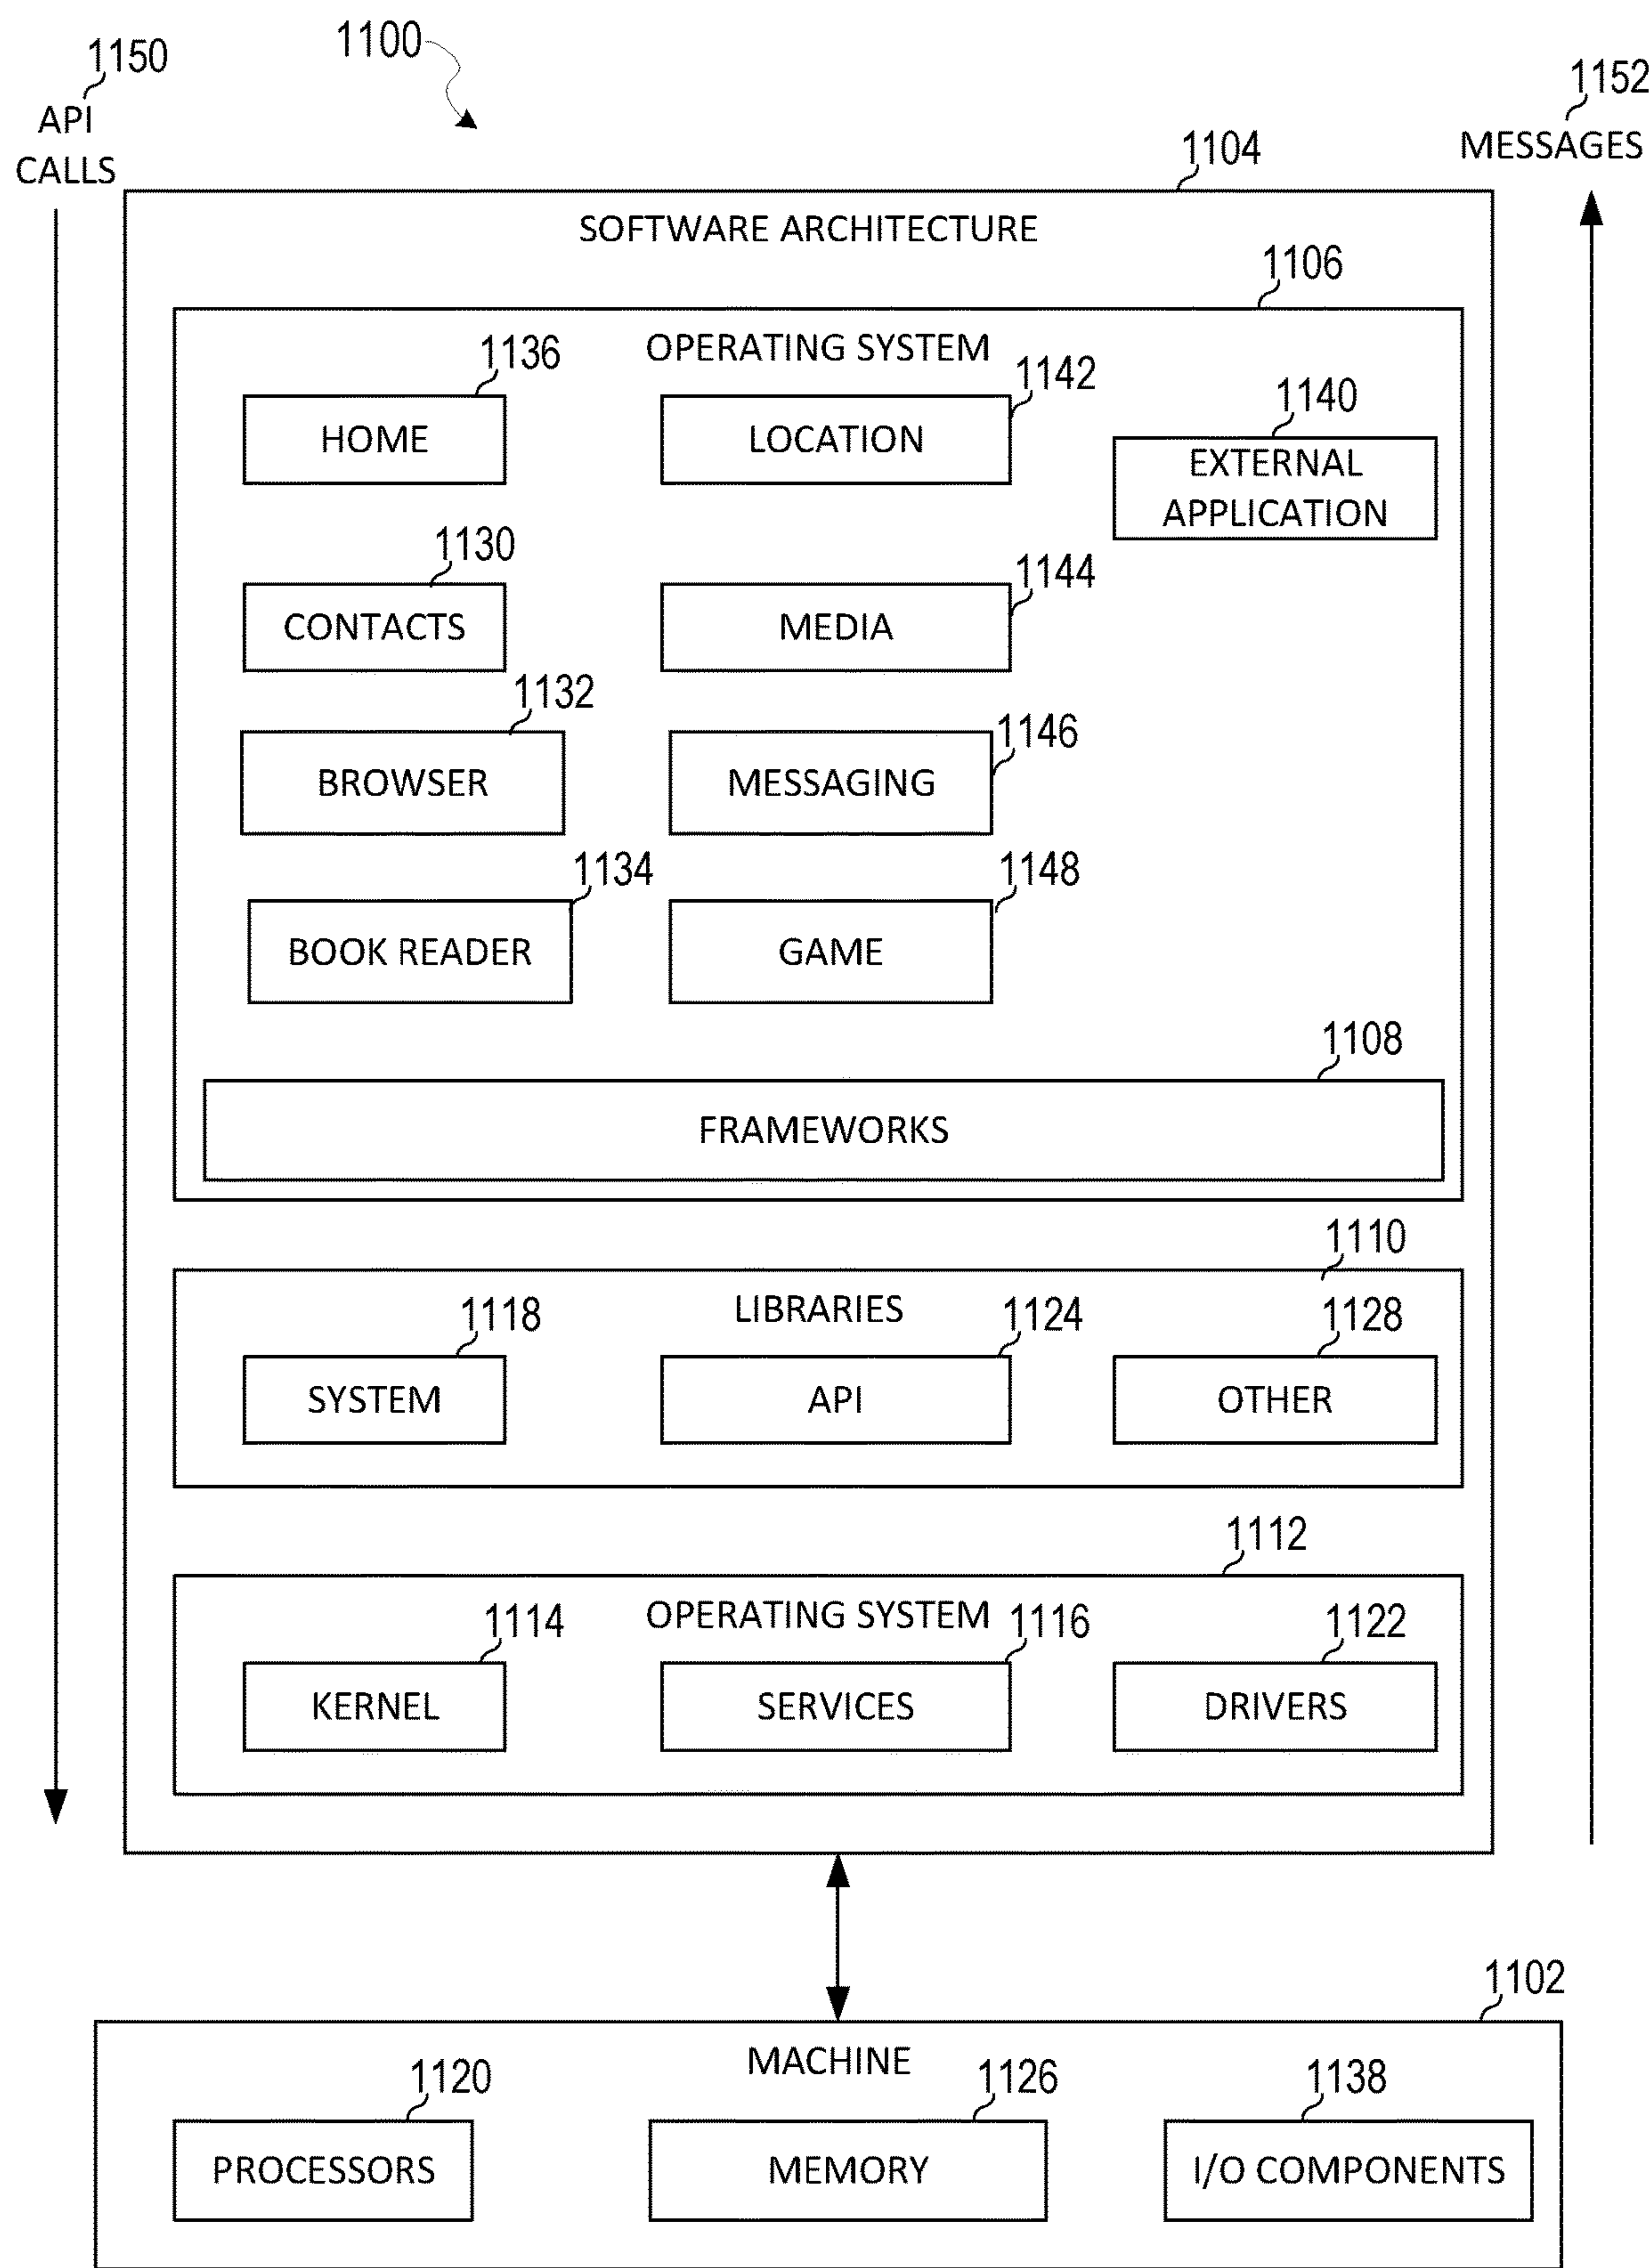 1150
1100
1152
API
CALLS
MESSAGES
1104
SOFTWARE ARCHITECTURE
1106
OPERATING SYSTEM
1136
1142
1140
HOME
LOCATION
EXTERNAL
APPLICATION
1130
1144
CONTACTS
MEDIA
1132
1146
BROWSER
MESSAGING
1134
1148
BOOK READER
GAME
1108
FRAMEWORKS
1110
LIBRARIES
1118
1124
1128
SYSTEM
API
OTHER
1112
OPERATING SYSTEM
1114
1116
1122
KERNEL
SERVICES
DRIVERS
1102
MACHINE
1120
1126
1138
PROCESSORS
MEMORY
I/O COMPONENTS